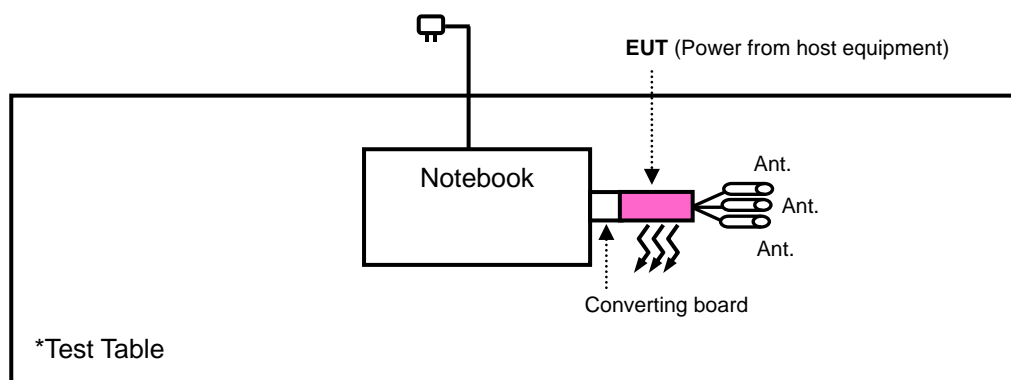 EUT (Power from host equipment)
Notebook
Ant.
Ant.
Ant.
Converting board
*Test Table